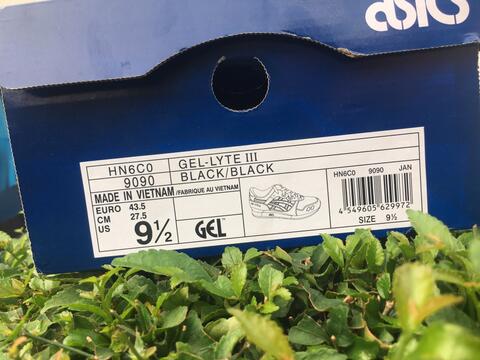 asics
HN6C0 GEL-LYTE III
9090 BLACK/BLACK
MADE IN VIETNAM /FABRIQUE AU VIETNAM
EURO 43.5
CM 27.5
US 9½
GEL
HN6C0 9090 JAN
4 549605 629972
SIZE 9½